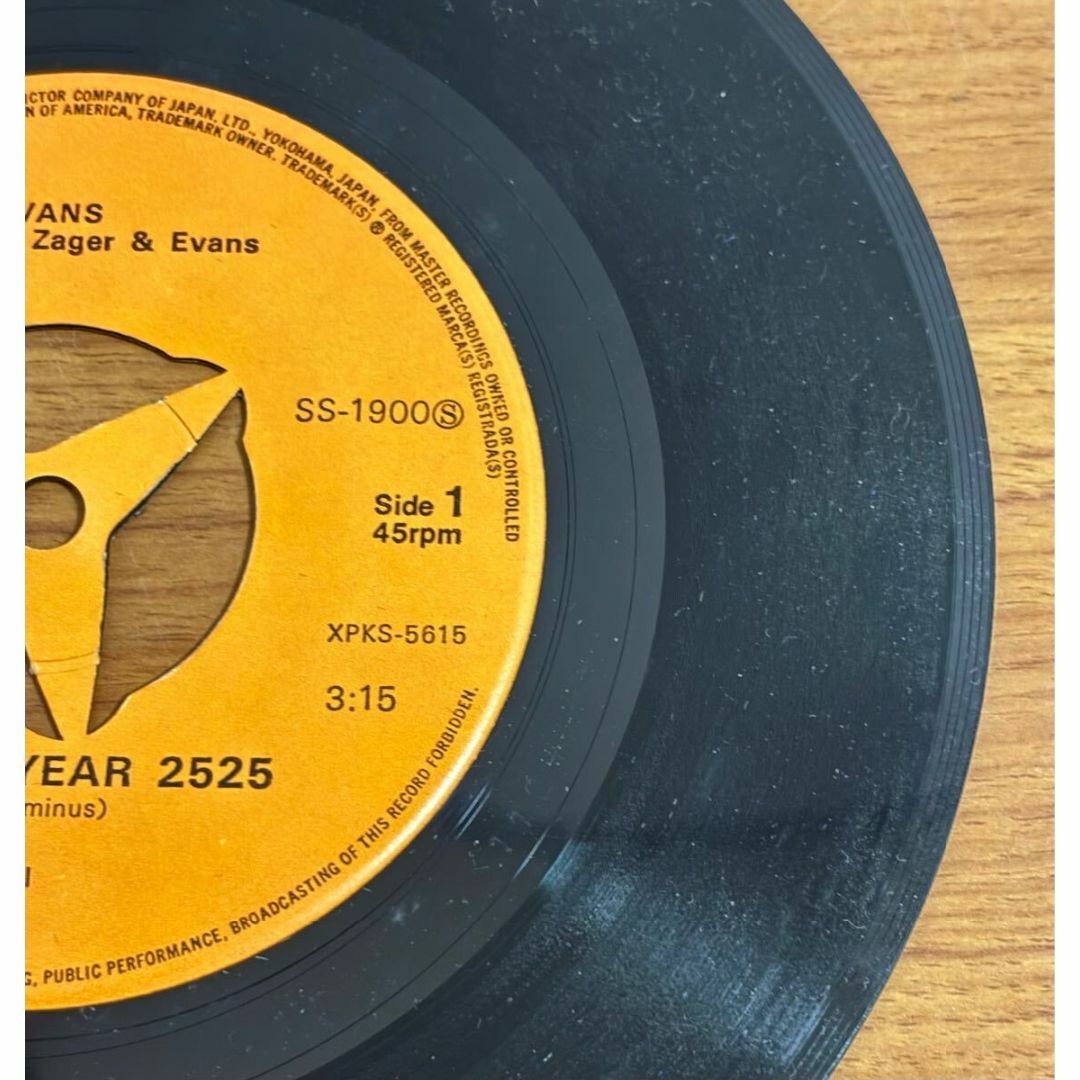 CTOR COMPANY OF JAPAN, LTD., YOKOHAMA, JAPAN, FROM MASTER RECORDINGS OWNED OR CONTROLLED
N OF AMERICA, TRADEMARK OWNER. TRADEMARK(S) ® REGISTERED MARCA(S) REGISTRADA(S)
VANS
Zager & Evans
SS-1900Ⓢ
Side 1
45rpm
XPKS-5615
3:15
YEAR 2525
minus)
G, PUBLIC PERFORMANCE, BROADCASTING OF THIS RECORD FORBIDDEN.